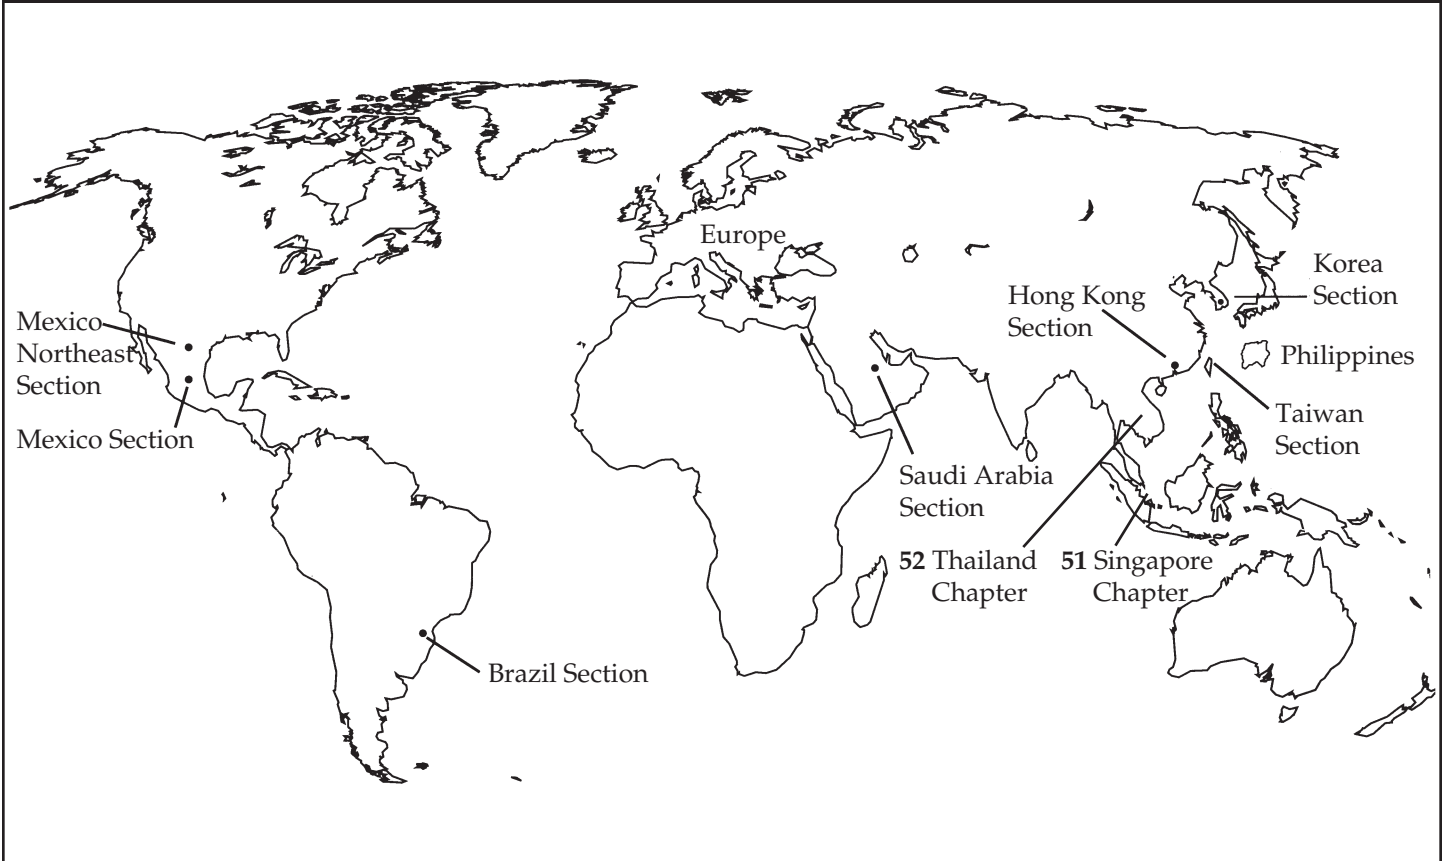 Europe
Korea
Section
Hong Kong
Section
Mexico
Northeast
Section
Philippines
Taiwan
Section
Mexico Section
Saudi Arabia
Section
52 Thailand
Chapter
51 Singapore
Chapter
Brazil Section